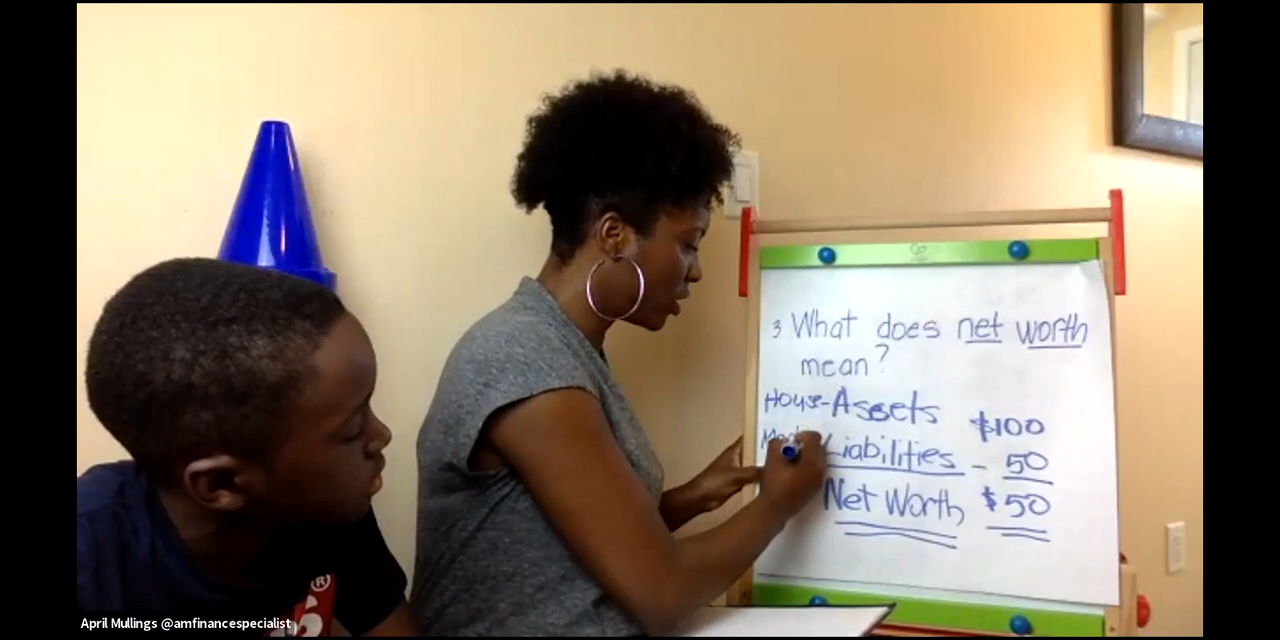 3 What does net worth
mean?
House-Assets $100
Liabilities - 50
Net Worth $50
®
April Mullings @amfinancespecialist